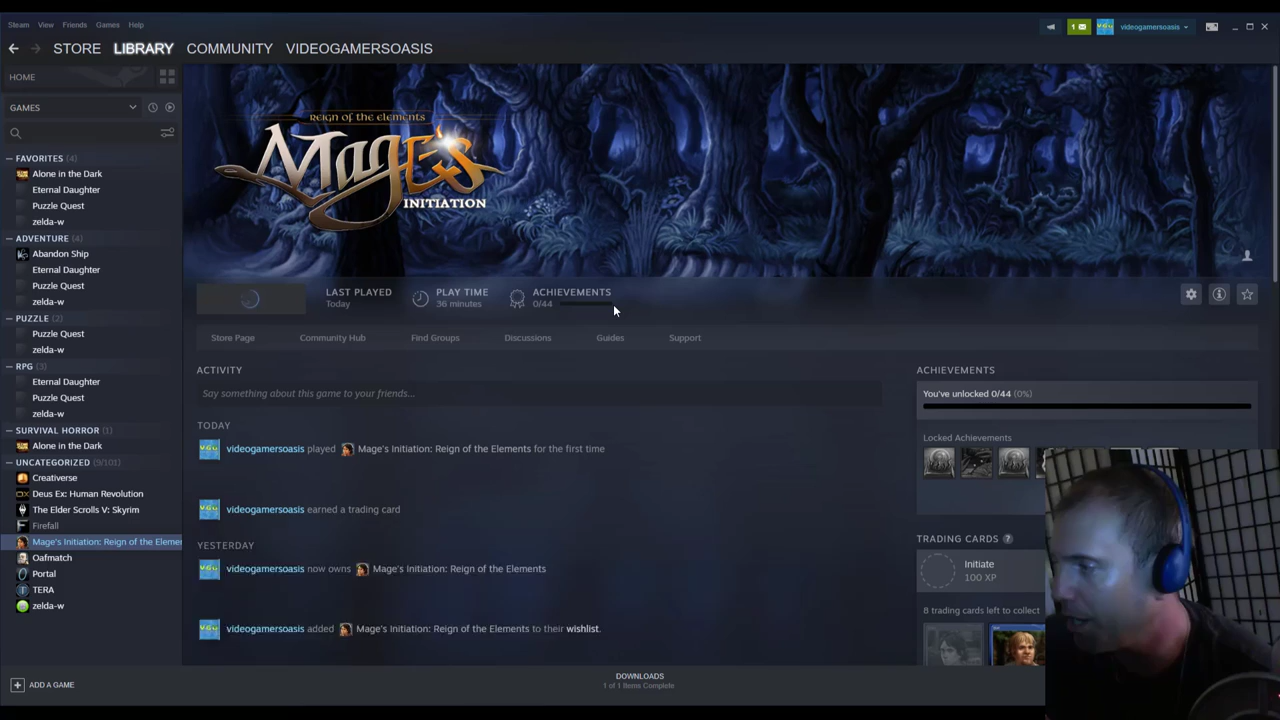 Steam View Friends Games Help
1
videogamersoasis
STORE LIBRARY COMMUNITY VIDEOGAMERSOASIS
HOME
GAMES
FAVORITES (4)
Alone in the Dark
Eternal Daughter
Puzzle Quest
zelda-w
ADVENTURE (4)
Abandon Ship
Eternal Daughter
Puzzle Quest
zelda-w
PUZZLE (2)
Puzzle Quest
zelda-w
RPG (3)
Eternal Daughter
Puzzle Quest
zelda-w
SURVIVAL HORROR (1)
Alone in the Dark
UNCATEGORIZED (9/101)
Creativerse
Deus Ex: Human Revolution
The Elder Scrolls V: Skyrim
Firefall
Mage's Initiation: Reign of the Elemer
Oafmatch
Portal
TERA
zelda-w
ADD A GAME
reign of the elements
Mage's
INITIATION
LAST PLAYED
Today
PLAY TIME
36 minutes
ACHIEVEMENTS
0/44
Store Page Community Hub Find Groups Discussions Guides Support
ACTIVITY
Say something about this game to your friends...
TODAY
videogamersoasis played Mage's Initiation: Reign of the Elements for the first time
videogamersoasis earned a trading card
YESTERDAY
videogamersoasis now owns Mage's Initiation: Reign of the Elements
videogamersoasis added Mage's Initiation: Reign of the Elements to their wishlist.
ACHIEVEMENTS
You've unlocked 0/44 (0%)
Locked Achievements
TRADING CARDS ?
Initiate
100 XP
8 trading cards left to collect
DOWNLOADS
1 of 1 Items Complete